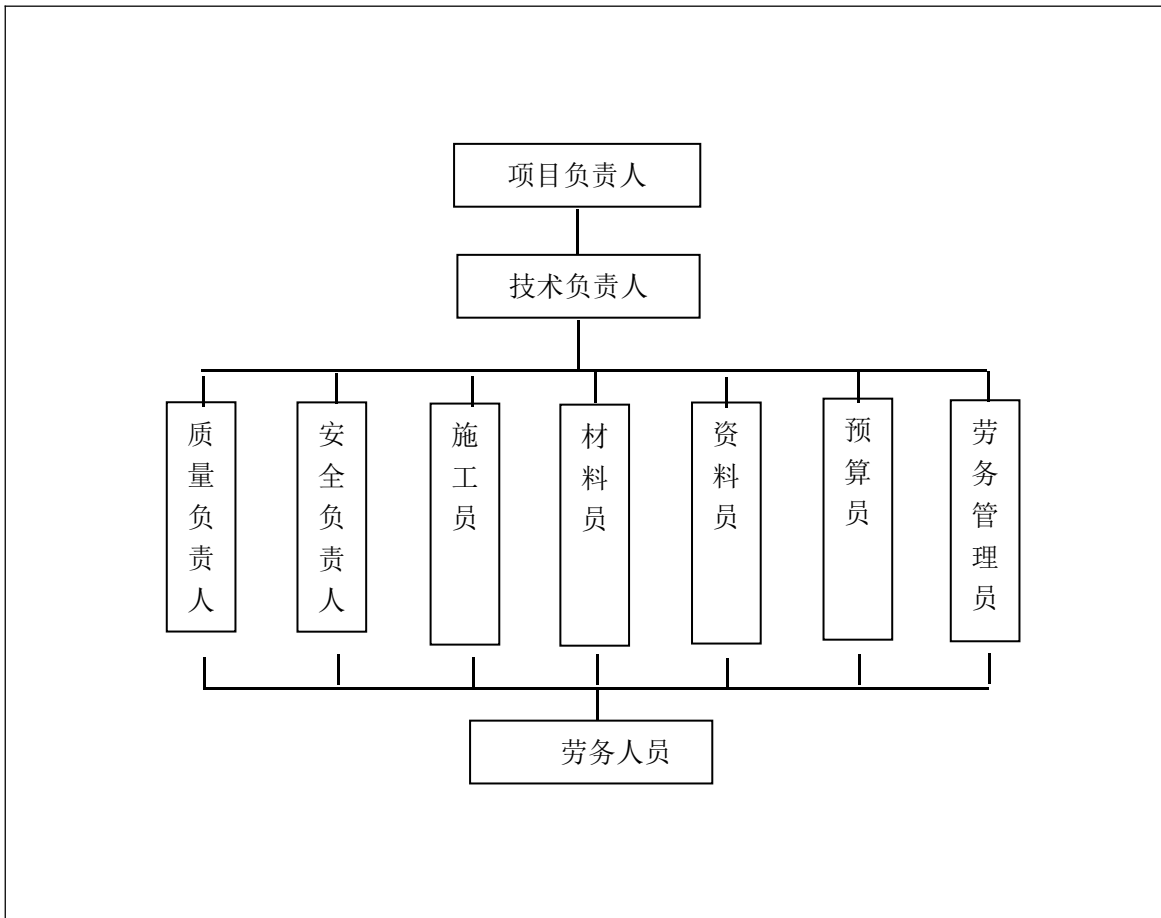 项目负责人
技术负责人
质量负责人
安全负责人
施工员
材料员
资料员
预算员
劳务管理员
劳务人员